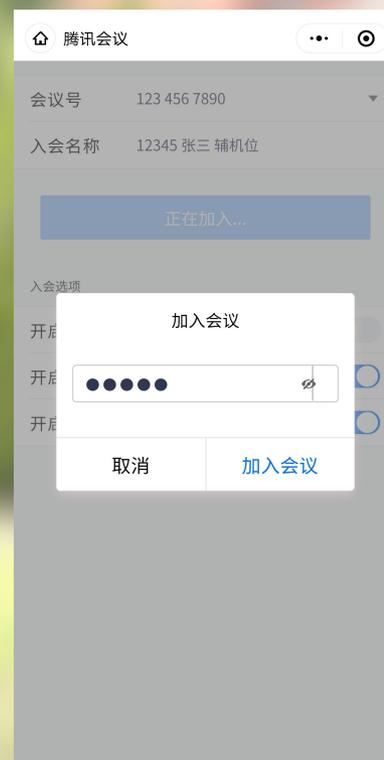 腾讯会议
会议号 123 456 7890
入会名称 12345 张三 辅机位
正在加入...
入会选项
加入会议
取消 加入会议